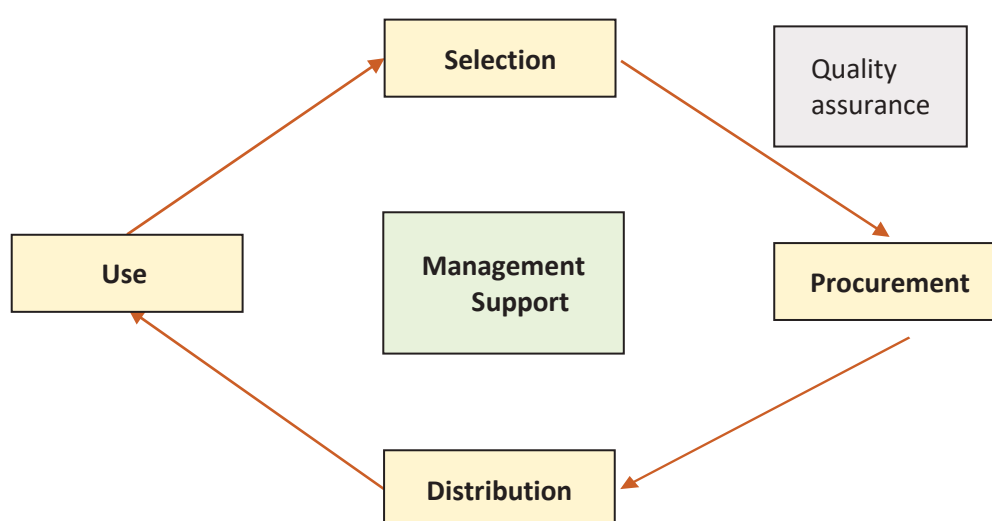 Selection
Quality
assurance
Use
Management
Support
Procurement
Distribution